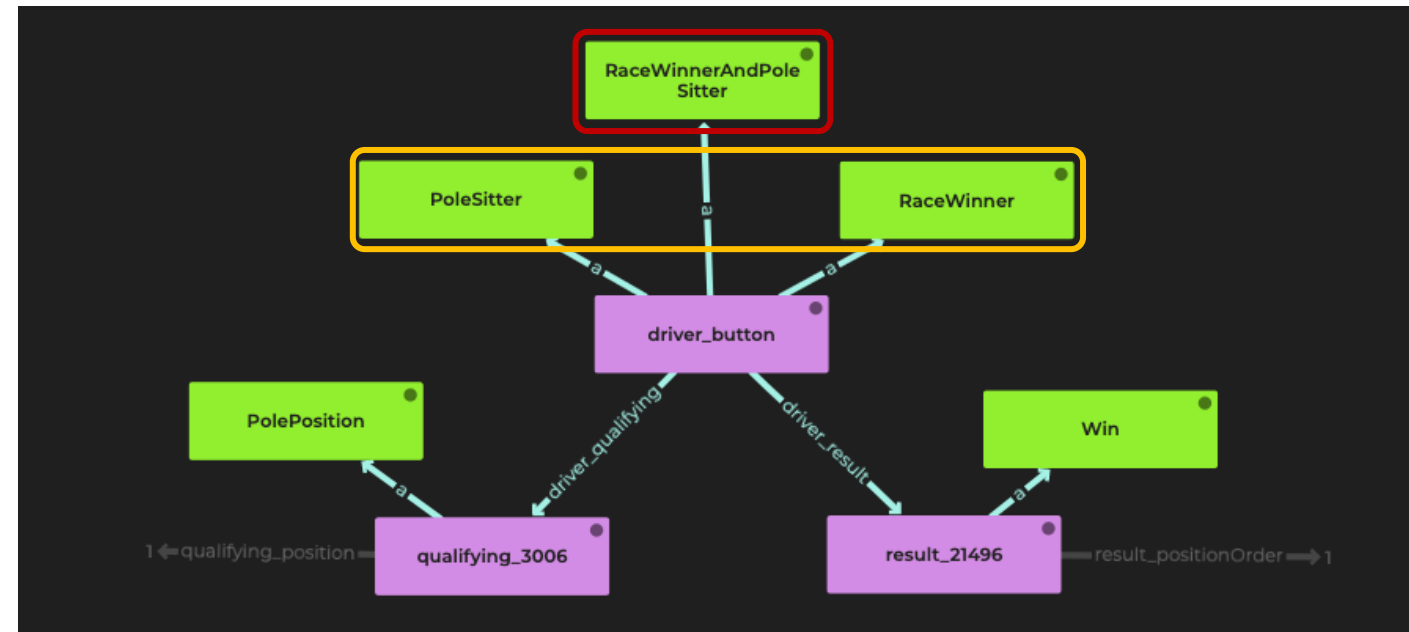 RaceWinnerAndPole
Sitter
PoleSitter
a
RaceWinner
a
a
driver_button
PolePosition
driver_qualifying
driver_result
Win
a
a
1
qualifying_position
qualifying_3006
result_21496
result_positionOrder
1